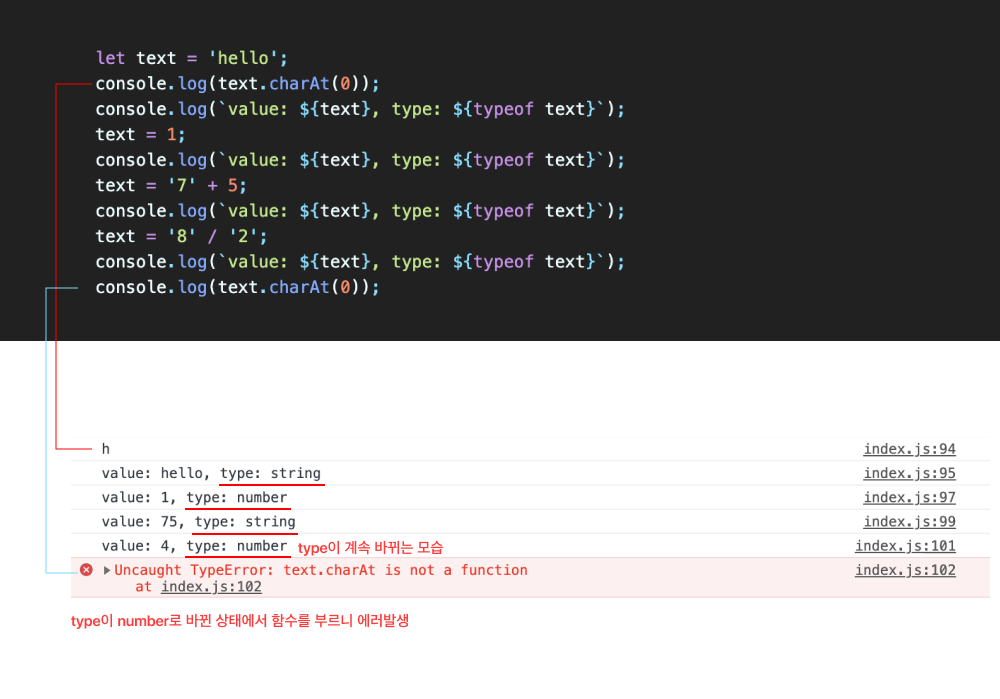 let text = 'hello';
console.log(text.charAt(0));
console.log(`value: ${text}, type: ${typeof text}`);
text = 1;
console.log(`value: ${text}, type: ${typeof text}`);
text = '7' + 5;
console.log(`value: ${text}, type: ${typeof text}`);
text = '8' / '2';
console.log(`value: ${text}, type: ${typeof text}`);
console.log(text.charAt(0));
h index.js:94
value: hello, type: string index.js:95
value: 1, type: number index.js:97
value: 75, type: string index.js:99
value: 4, type: number type이 계속 바뀌는 모습 index.js:101
Uncaught TypeError: text.charAt is not a function index.js:102
at index.js:102
type이 number로 바뀐 상태에서 함수를 부르니 에러발생